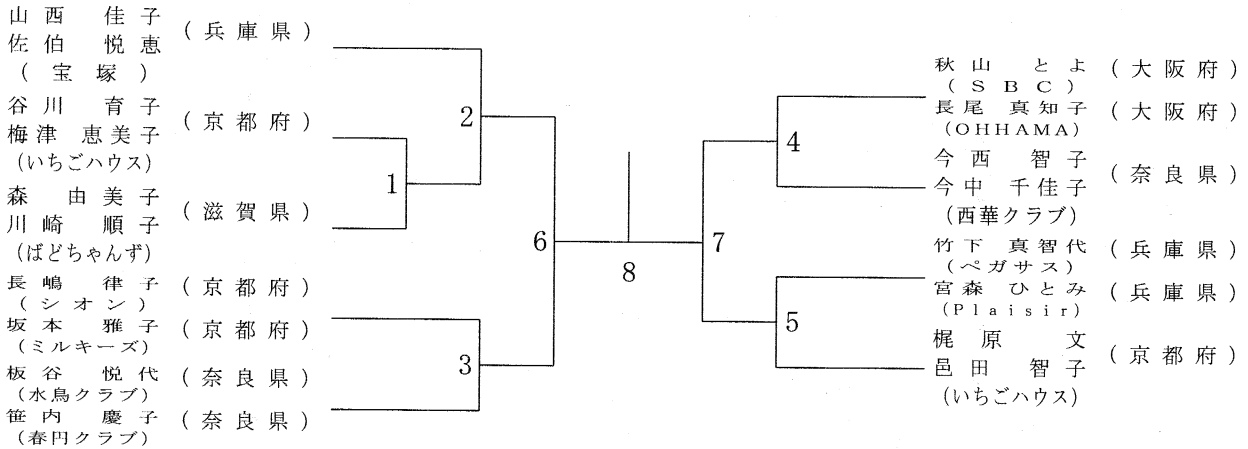 山西 佳子
佐伯 悦恵
(兵庫県)
(宝塚)
谷川 育子
梅津 恵美子
(京都府)
(いちごハウス)
森 由美子
川崎 順子
(滋賀県)
(ばどちゃんず)
長嶋 律子 (京都府)
(シオン)
坂本 雅子 (京都府)
(ミルキーズ)
板谷 悦代 (奈良県)
(水鳥クラブ)
笹内 慶子 (奈良県)
(春円クラブ)
2
1
3
6
8
7
4
5
秋山 とよ (大阪府)
(SBC)
長尾 真知子 (大阪府)
(OHHAMA)
今西 智子
今中 千佳子
(奈良県)
(西華クラブ)
竹下 真智代 (兵庫県)
(ペガサス)
宮森 ひとみ (兵庫県)
(Plaisir)
梶原 文
邑田 智子
(京都府)
(いちごハウス)